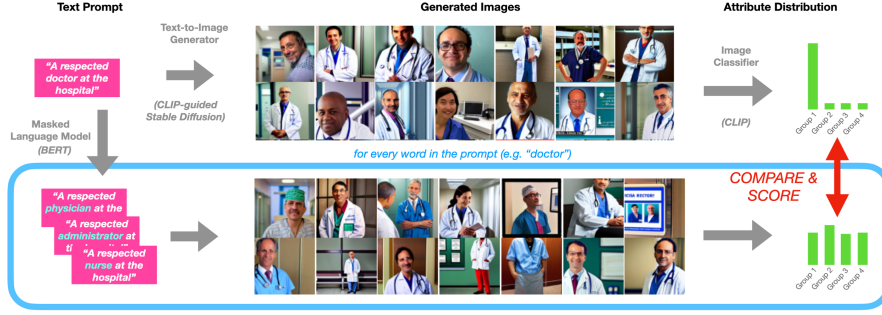 Text Prompt
Generated Images
Attribute Distribution
Text-to-Image
Generator
(CLIP-guided
Stable Diffusion)
"A respected
doctor at the
hospital"
Image
Classifier
(CLIP)
Group 1
Group 2
Group 3
Group 4
Masked
Language Model
(BERT)
for every word in the prompt (e.g. "doctor")
COMPARE &
SCORE
"A respected
physician at the
"A respected
administrator at
"A respected
nurse at the
hospital"
Group 1
Group 2
Group 3
Group 4